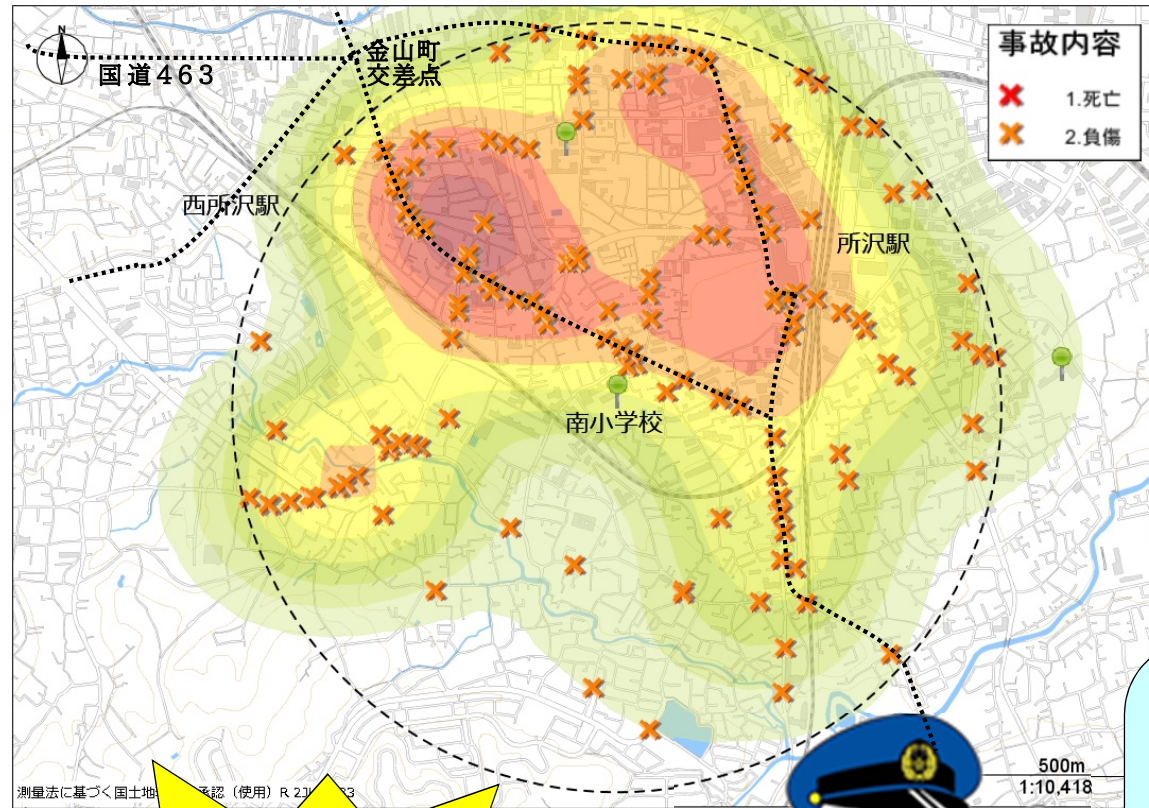 N
国道463
金山町
交差点
事故内容
1.死亡
2.負傷
西所沢駅
所沢駅
南小学校
500m
1:10,418
測量法に基づく国土地
承認（使用）R 2J